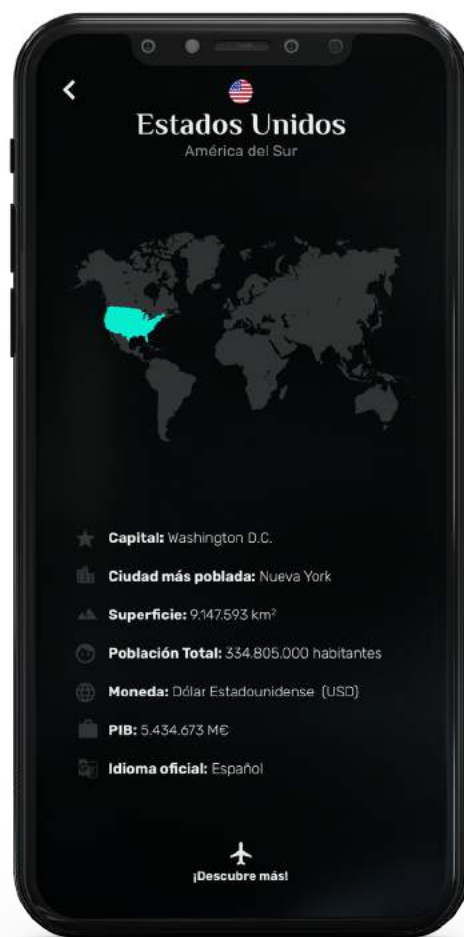 Estados Unidos
América del Sur
Capital: Washington D.C.
Ciudad más poblada: Nueva York
Superficie: 9.147.593 km²
Población Total: 334.805.000 habitantes
Moneda: Dólar Estadounidense (USD)
PIB: 5.434.673 M€
Idioma oficial: Español
¡Descubre más!